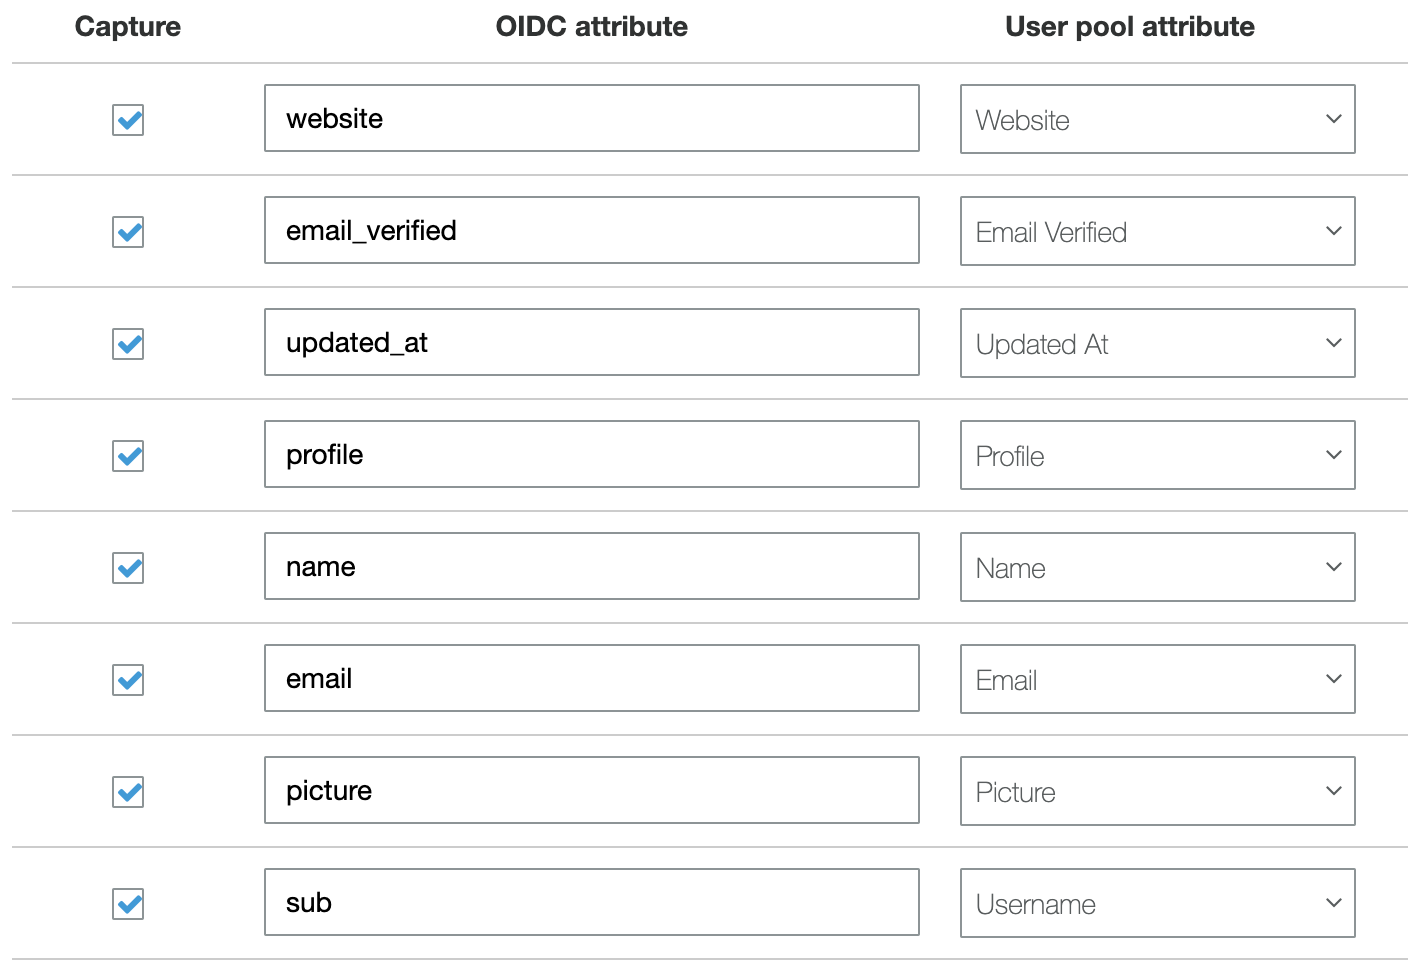 Capture OIDC attribute User pool attribute
website Website
email_verified Email Verified
updated_at Updated At
profile Profile
name Name
email Email
picture Picture
sub Username